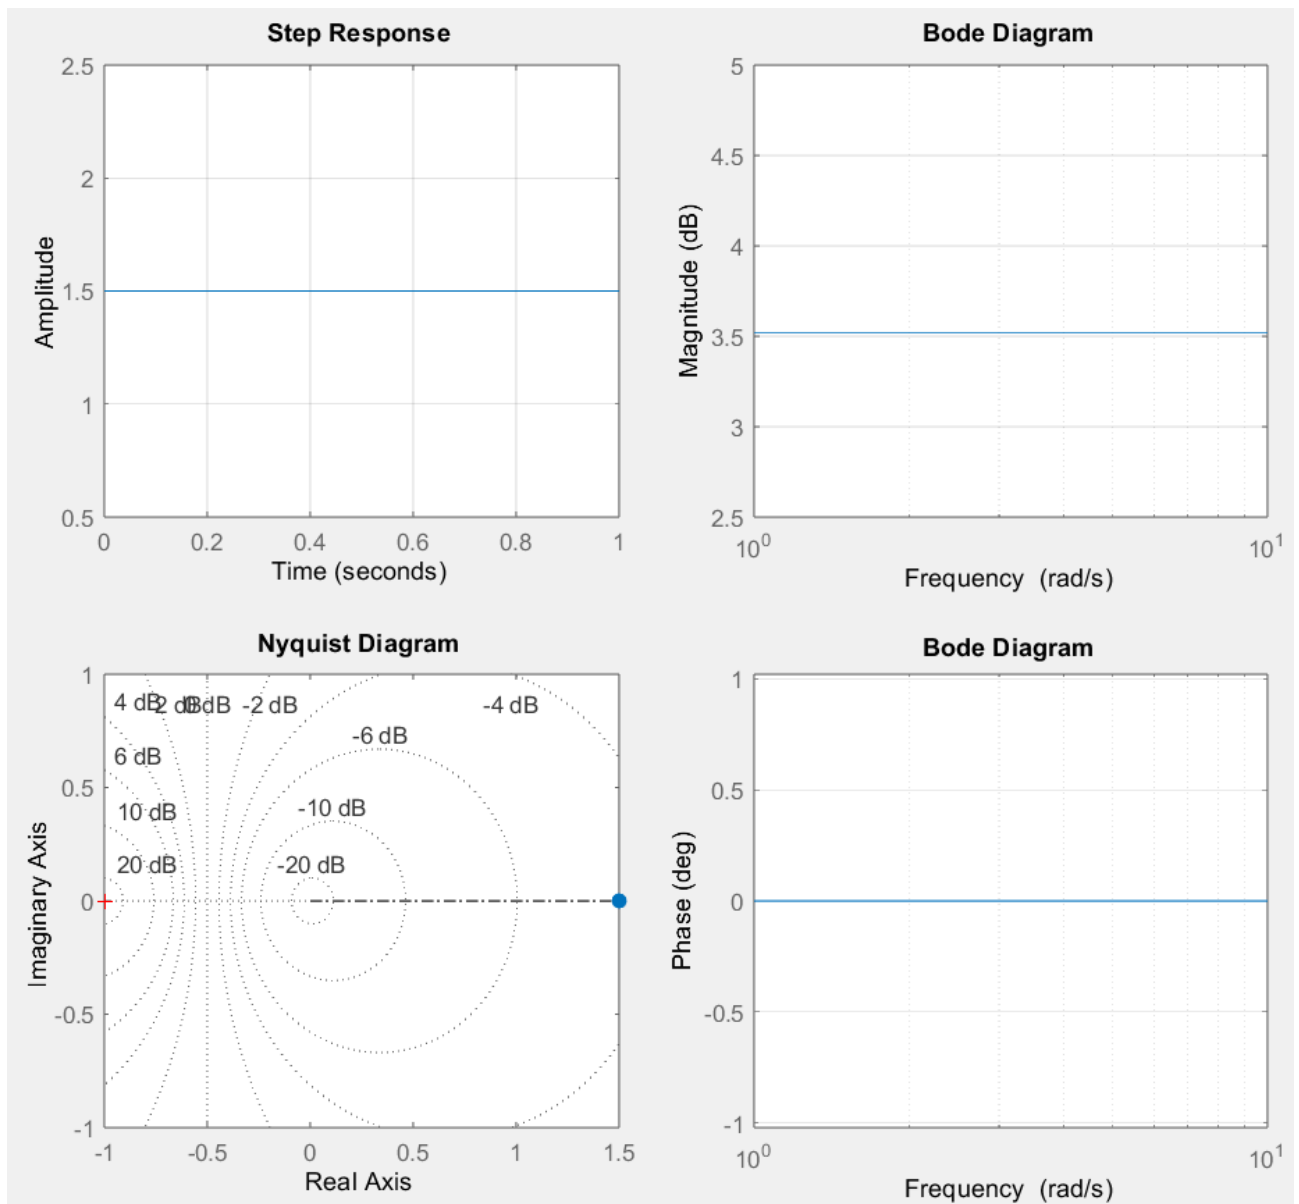 Step Response
2.5
2
1.5
1
0.5
Amplitude
0 0.2 0.4 0.6 0.8 1
Time (seconds)
Bode Diagram
5
4.5
4
3.5
3
2.5
Magnitude (dB)
10^0 10^1
Frequency (rad/s)
Nyquist Diagram
1
0.5
0
-0.5
-1
Imaginary Axis
4 dB 2 dB 0 dB -2 dB -4 dB
6 dB -6 dB
10 dB -10 dB
20 dB -20 dB
-1 -0.5 0 0.5 1 1.5
Real Axis
Bode Diagram
1
0.5
0
-0.5
-1
Phase (deg)
10^0 10^1
Frequency (rad/s)